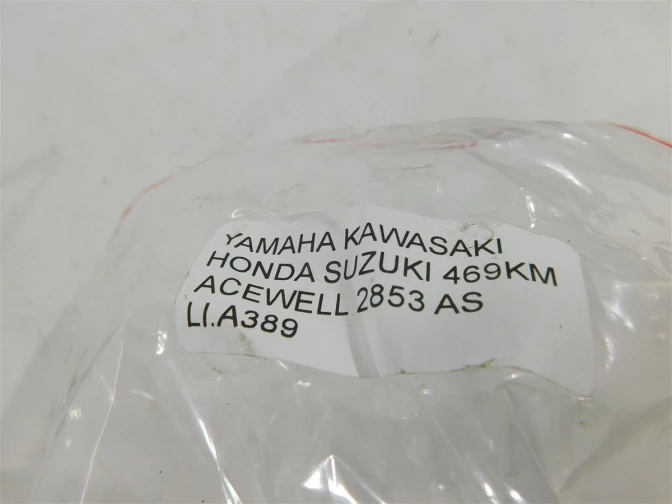 YAMAHA KAWASAKI
HONDA SUZUKI 469KM
ACEWELL 2853 AS
LI.A389